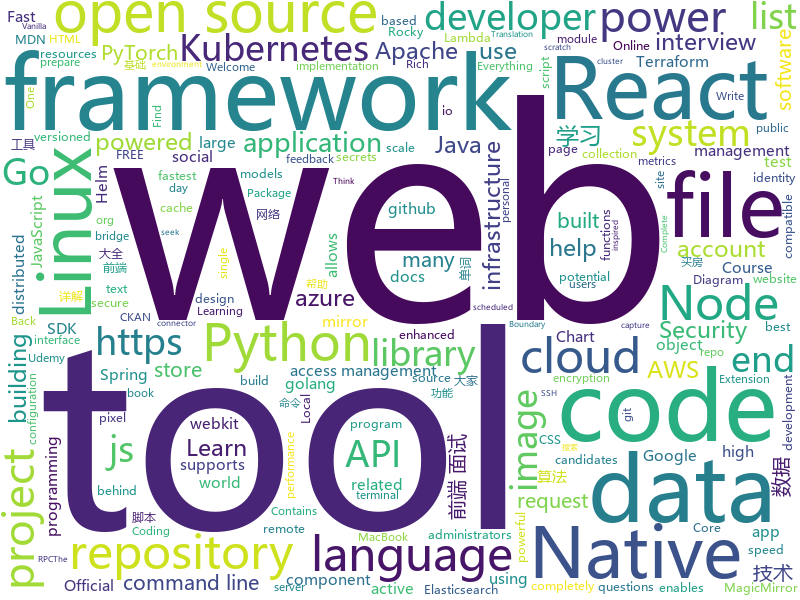 Fast
Vanilla
HTML
open source
developer
power
list
Rocky
Lambda
Translation
MDN
resources
PyTorch
Kubernetes
Apache
use
module
Online
interview
scratch
Everything
based
prepare
基础
environment
Welcome
implementation
Rich
script
cluster
Terraform
Write
software
One
framework
React
Find
io
工具
versioned
powered
large
application
scale
Java
学习
system
public
FREE
social
feedback
secrets
page
collection
management
test
Go
Linux
Helm
fastest
day
models
Package
infrastructure
personal
site
metrics
identity
JavaScript
cache
网络
github
allows
web
file
compatible
org
bridge
built
functions
inspired
distributed
大全
前端
single
many
docs
单词
help
potential
users
Complete
account
买房
Course
详解
text
secure
design
Learning
帮助
azure
seek
scheduled
Diagram
website
Back
CKAN
connector
mirror
enhanced
Boundary
capture
Node
SDK
interface
https
Python
library
Chart
Security
best
building
Udemy
Spring
store
access management
source
大家
object
repo
cloud
AWS
end
configuration
book
build
golang
命令
Local
功能
encryption
git
Extension
SSH
tool
code
project
js
pixel
webkit
program
API
Learn
supports
world
related
terminal
performance
前端 面试
image
CSS
high
candidates
Google
app
development
数据
programming
behind
脚本
Contains
Coding
remote
MacBook
administrators
算法
搜索
request
questions
Core
speed
data
技术
RPCThe
repository
language
Native
powerful
Official
command line
server
component
active
Elasticsearch
using
completely
enables
MagicMirror
Think